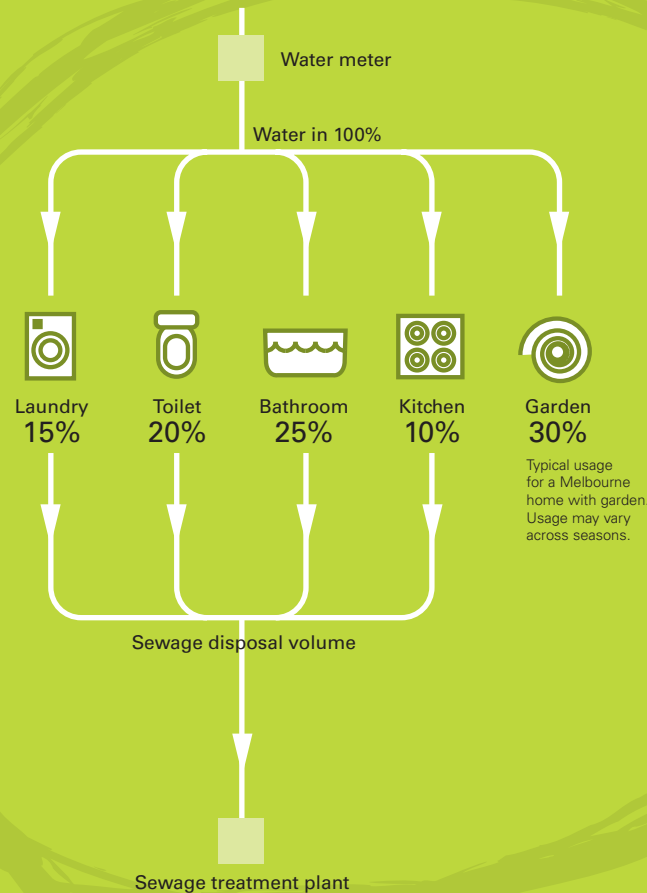 Water meter
Water in 100%
Laundry
15%
Toilet
20%
Bathroom
25%
Kitchen
10%
Garden
30%
Typical usage
for a Melbourne
home with garden.
Usage may vary
across seasons.
Sewage disposal volume
Sewage treatment plant